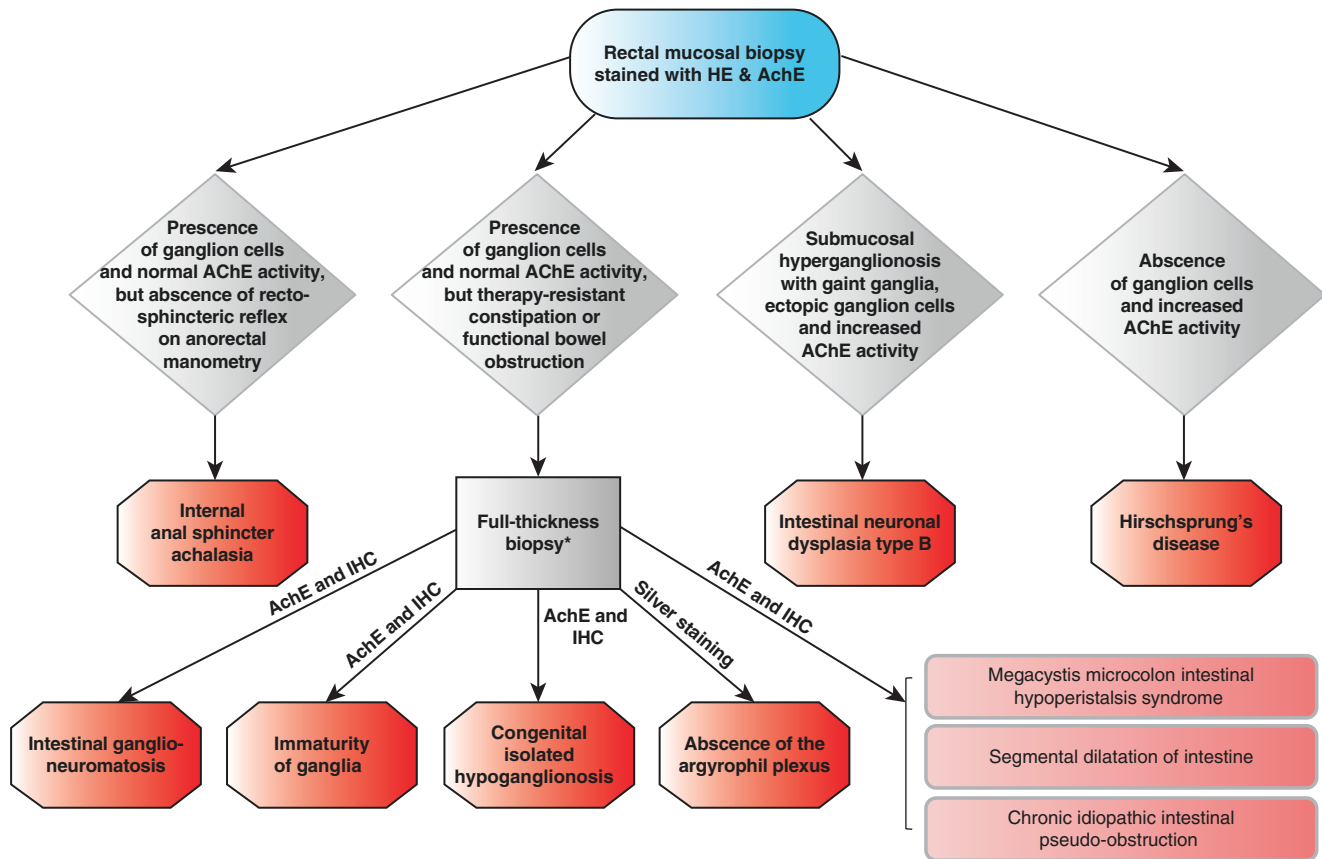 Rectal mucosal biopsy
stained with HE & AchE
Prescence
of ganglion cells
and normal AChE activity,
but absence of recto-
sphincteric reflex
on anorectal
manometry
Prescence
of ganglion cells
and normal AChE activity,
but therapy-resistant
constipation or
functional bowel
obstruction
Submucosal
hyperganglionosis
with gaint ganglia,
ectopic ganglion cells
and increased
AChE activity
Absence
of ganglion cells
and increased
AChE activity
Internal
anal sphincter
achalasia
Full-thickness
biopsy*
Intestinal neuronal
dysplasia type B
Hirschsprung's
disease
AchE and IHC
AchE and IHC
AchE and
IHC
Silver staining
AchE and IHC
Intestinal ganglio-
neuromatosis
Immaturity
of ganglia
Congenital
isolated
hypoganglionosis
Abscence of the
argyrophil plexus
Megacystis microcolon intestinal
hypoperistalsis syndrome
Segmental dilatation of intestine
Chronic idiopathic intestinal
pseudo-obstruction